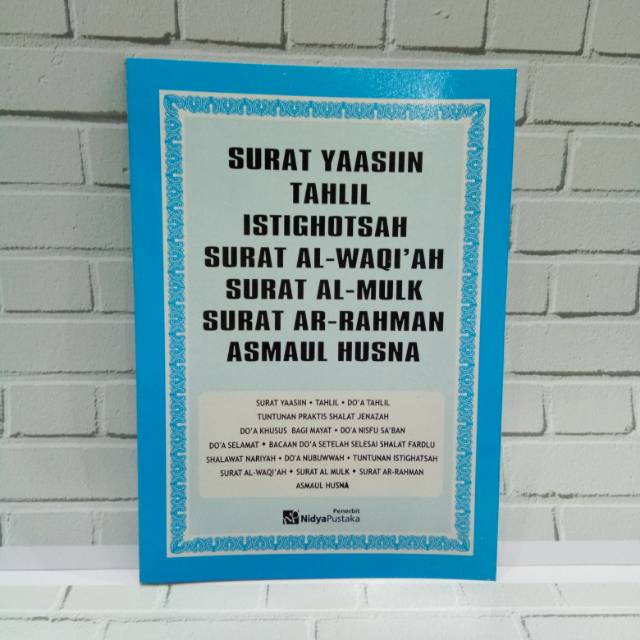 SURAT YAASIIN
TAHLIL
ISTIGHOTSAH
SURAT AL-WAQI'AH
SURAT AL-MULK
SURAT AR-RAHMAN
ASMAUL HUSNA
SURAT YAASIIN • TAHLIL • DO'A TAHLIL
TUNTUNAN PRAKTIS SHALAT JENAZAH
DO'A KHUSUS BAGI MAYAT • DO'A NISFU SA'BAN
DO'A SELAMAT • BACAAN DO'A SETELAH SELESAI SHALAT FARDLU
SHALAWAT NARIYAH • DO'A NUBUWWAH • TUNTUNAN ISTIGHATSAH
SURAT AL-WAQI'AH • SURAT AL MULK • SURAT AR-RAHMAN
ASMAUL HUSNA
Penerbit
NidyaPustaka